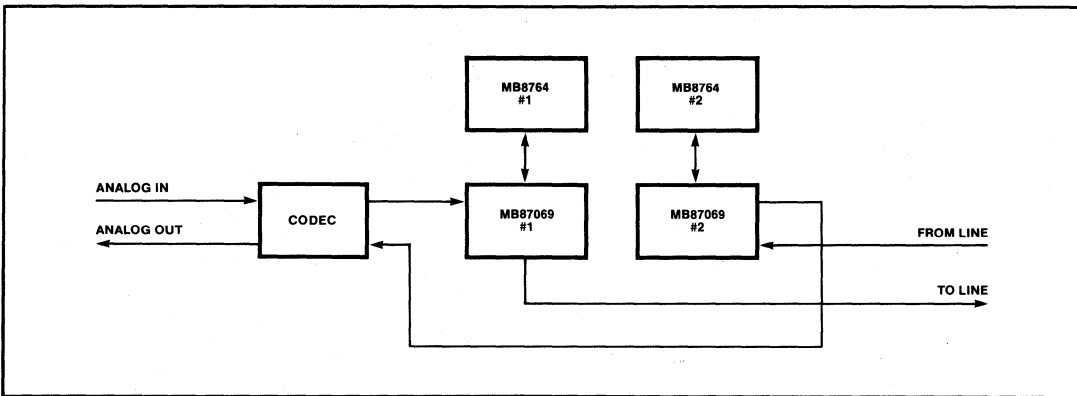 MB8764
#1
MB8764
#2
ANALOG IN
ANALOG OUT
CODEC
MB87069
#1
MB87069
#2
FROM LINE
TO LINE